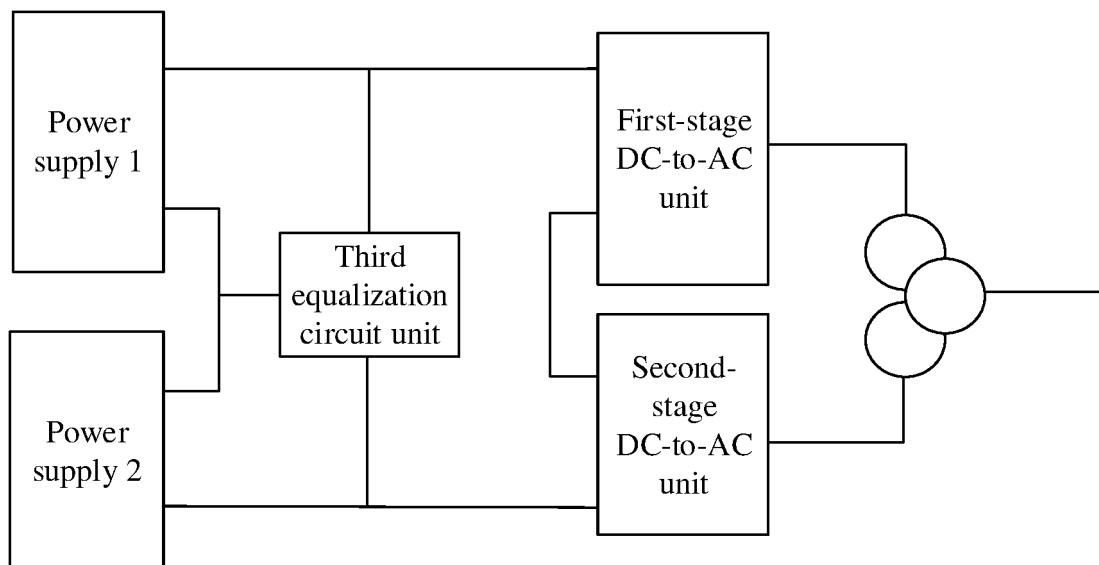 Power
supply 1
First-stage
DC-to-AC
unit
Third
equalization
circuit unit
Power
supply 2
Second-
stage
DC-to-AC
unit